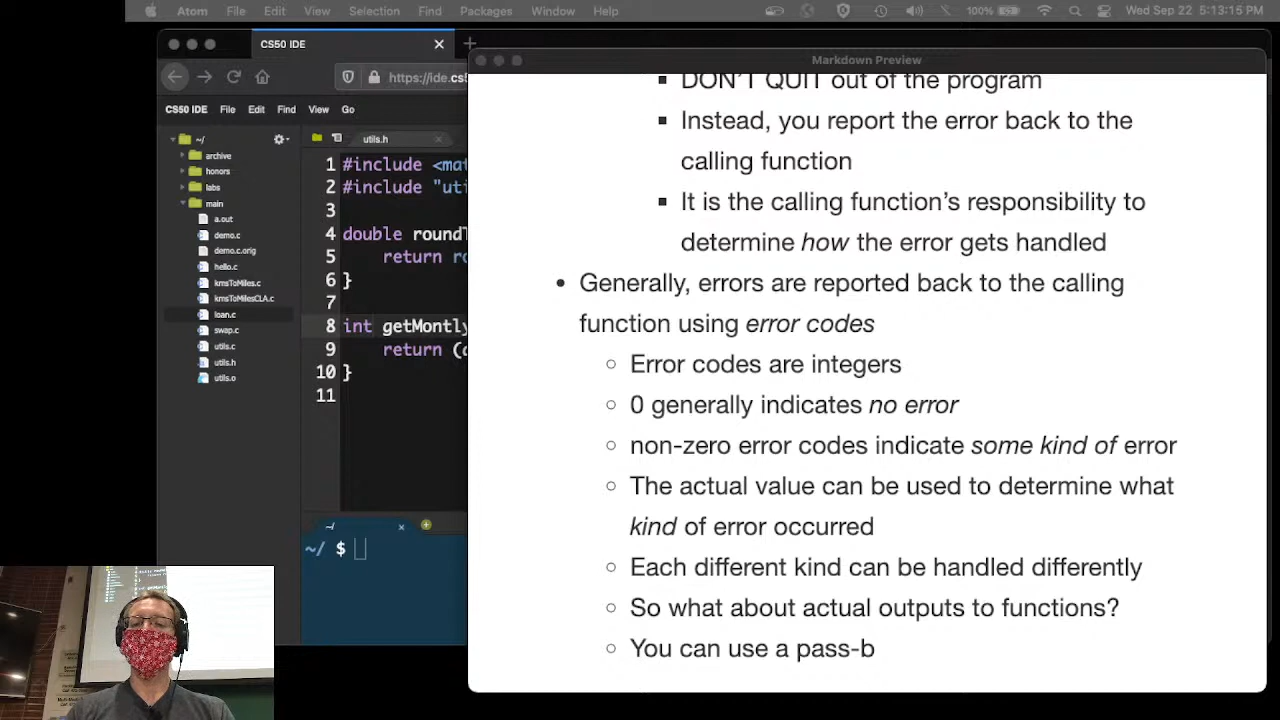 Atom File Edit View Selection Find Packages Window Help 100% Wed Sep 22 5:13:15 PM
CS50 IDE
https://ide.cs5
CS50 IDE File Edit Find View Go
~/
archive
honors
labs
main
a.out
demo.c
demo.c.orig
hello.c
kmsToMiles.c
kmsToMilesCLA.c
loan.c
swap.c
utils.c
utils.h
utils.o
utils.h
1 #include <mat
2 #include "uti
3
4 double roundT
5 return ro
6 }
7
8 int getMontly
9 return (
10 }
11
~/
~/ $
Markdown Preview
DON'T QUIT out of the program
Instead, you report the error back to the
calling function
It is the calling function's responsibility to
determine how the error gets handled
Generally, errors are reported back to the calling
function using error codes
Error codes are integers
0 generally indicates no error
non-zero error codes indicate some kind of error
The actual value can be used to determine what
kind of error occurred
Each different kind can be handled differently
So what about actual outputs to functions?
You can use a pass-b